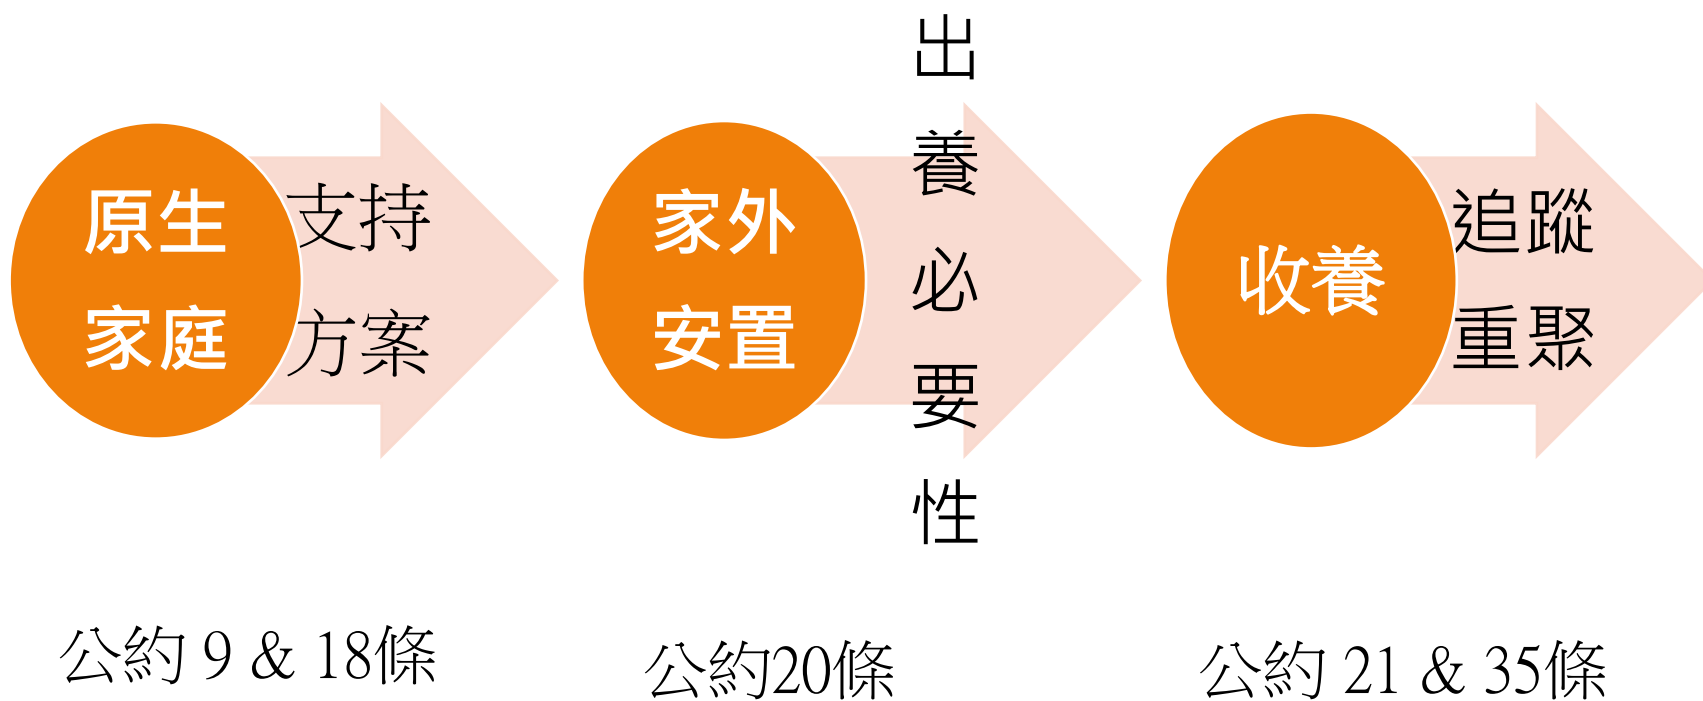 原生
家庭
支持
方案
家外
安置
出養必要性
收養
追蹤
重聚
公約 9 & 18條
公約20條
公約 21 & 35條